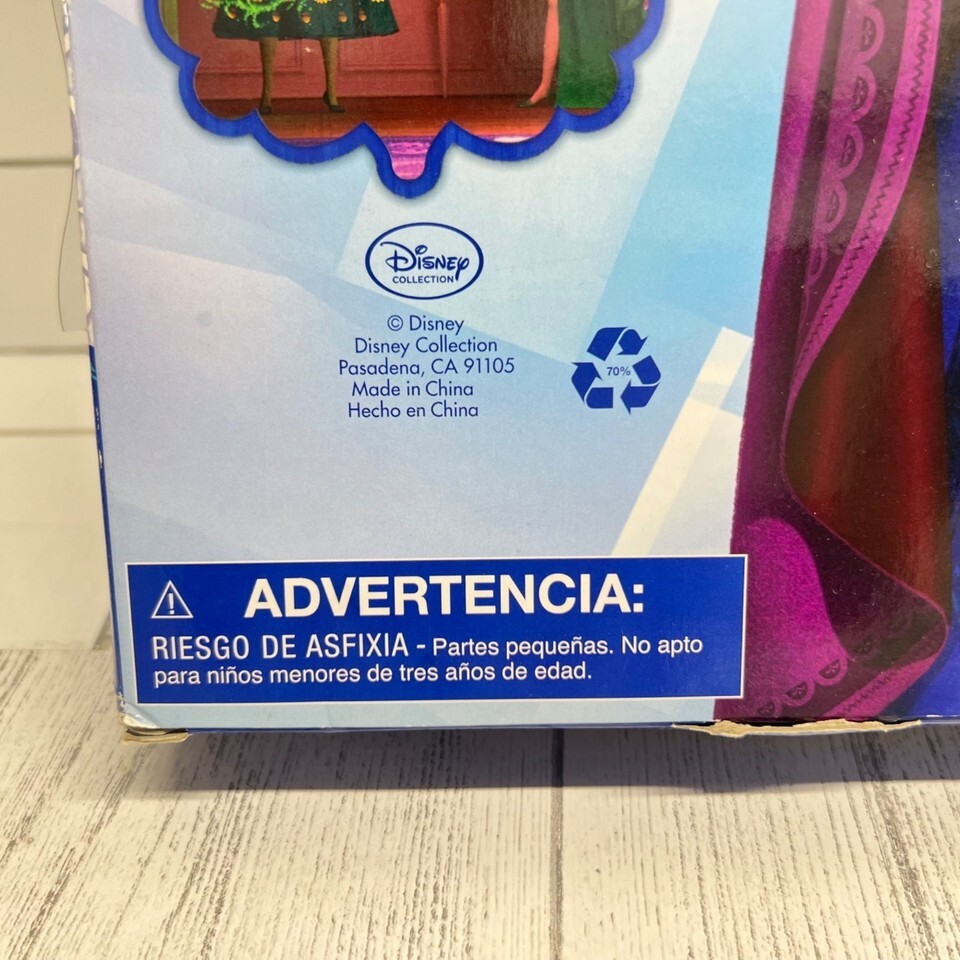 Disney
COLLECTION
© Disney
Disney Collection
Pasadena, CA 91105
Made in China
Hecho en China
70%
ADVERTENCIA:
RIESGO DE ASFIXIA - Partes pequeñas. No apto
para niños menores de tres años de edad.